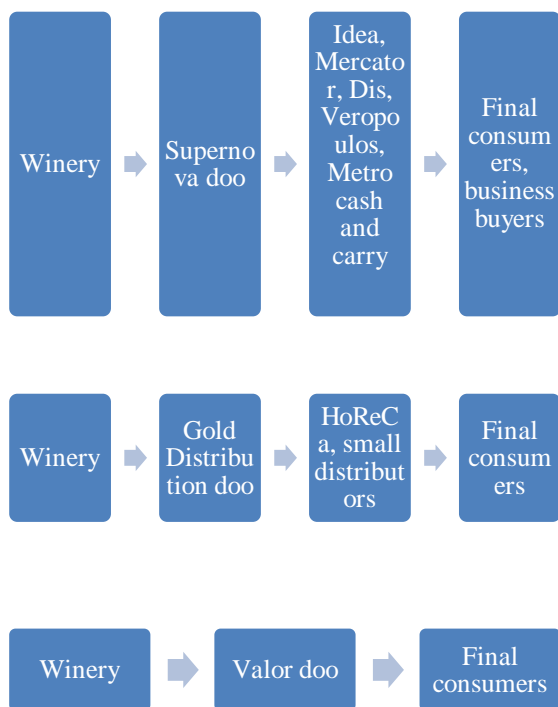 Winery
Superno
va doo
Idea,
Mercato
r, Dis,
Veropo
ulos,
Metro
cash
and
carry
Final
consum
ers,
business
buyers
Winery
Gold
Distribu
tion doo
HoReC
a, small
distribut
ors
Final
consum
ers
Winery
Valor doo
Final
consumers